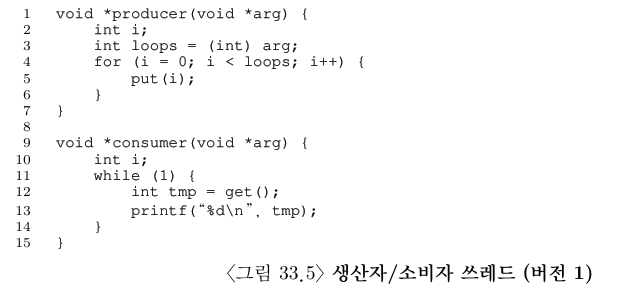 1 void *producer(void *arg) {
2     int i;
3     int loops = (int) arg;
4     for (i = 0; i < loops; i++) {
5         put(i);
6     }
7 }
8
9 void *consumer(void *arg) {
10     int i;
11     while (1) {
12         int tmp = get();
13         printf(“%d\n”, tmp);
14     }
15 }
〈그림 33.5〉 생산자/소비자 쓰레드 (버전 1)